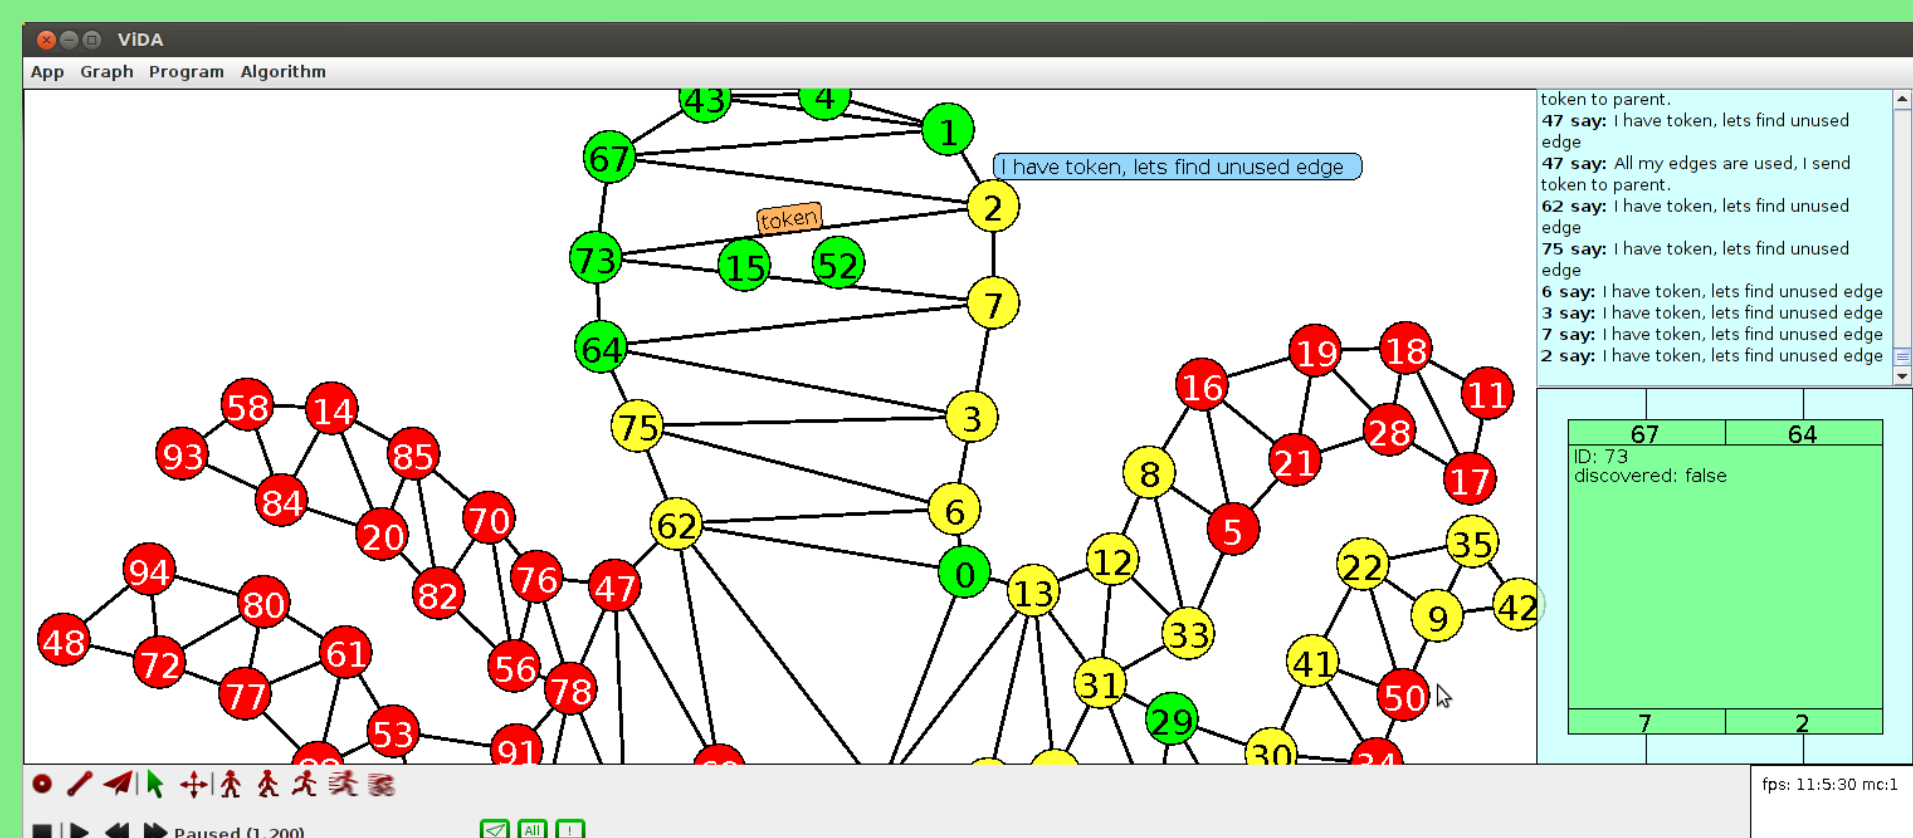 ViDA
App Graph Program Algorithm
43
4
1
67
I have token, lets find unused edge
2
token
73
15
52
7
64
19
18
16
11
58
14
75
3
28
93
85
8
21
17
84
20
70
62
6
5
35
22
94
76
47
0
12
42
82
80
13
9
48
33
72
61
56
41
77
78
31
50
29
53
91
30
34
token to parent.
47 say: I have token, lets find unused
edge
47 say: All my edges are used, I send
token to parent.
62 say: I have token, lets find unused
edge
75 say: I have token, lets find unused
edge
6 say: I have token, lets find unused edge
3 say: I have token, lets find unused edge
7 say: I have token, lets find unused edge
2 say: I have token, lets find unused edge
67 64
ID: 73
discovered: false
7 2
fps: 11:5:30 mc:1
Paused (1,200)
All
!